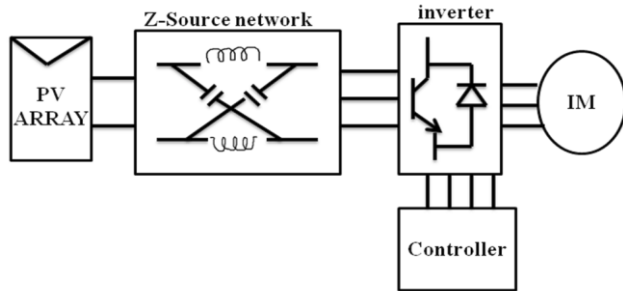 Z-Source network
inverter
PV
ARRAY
IM
Controller